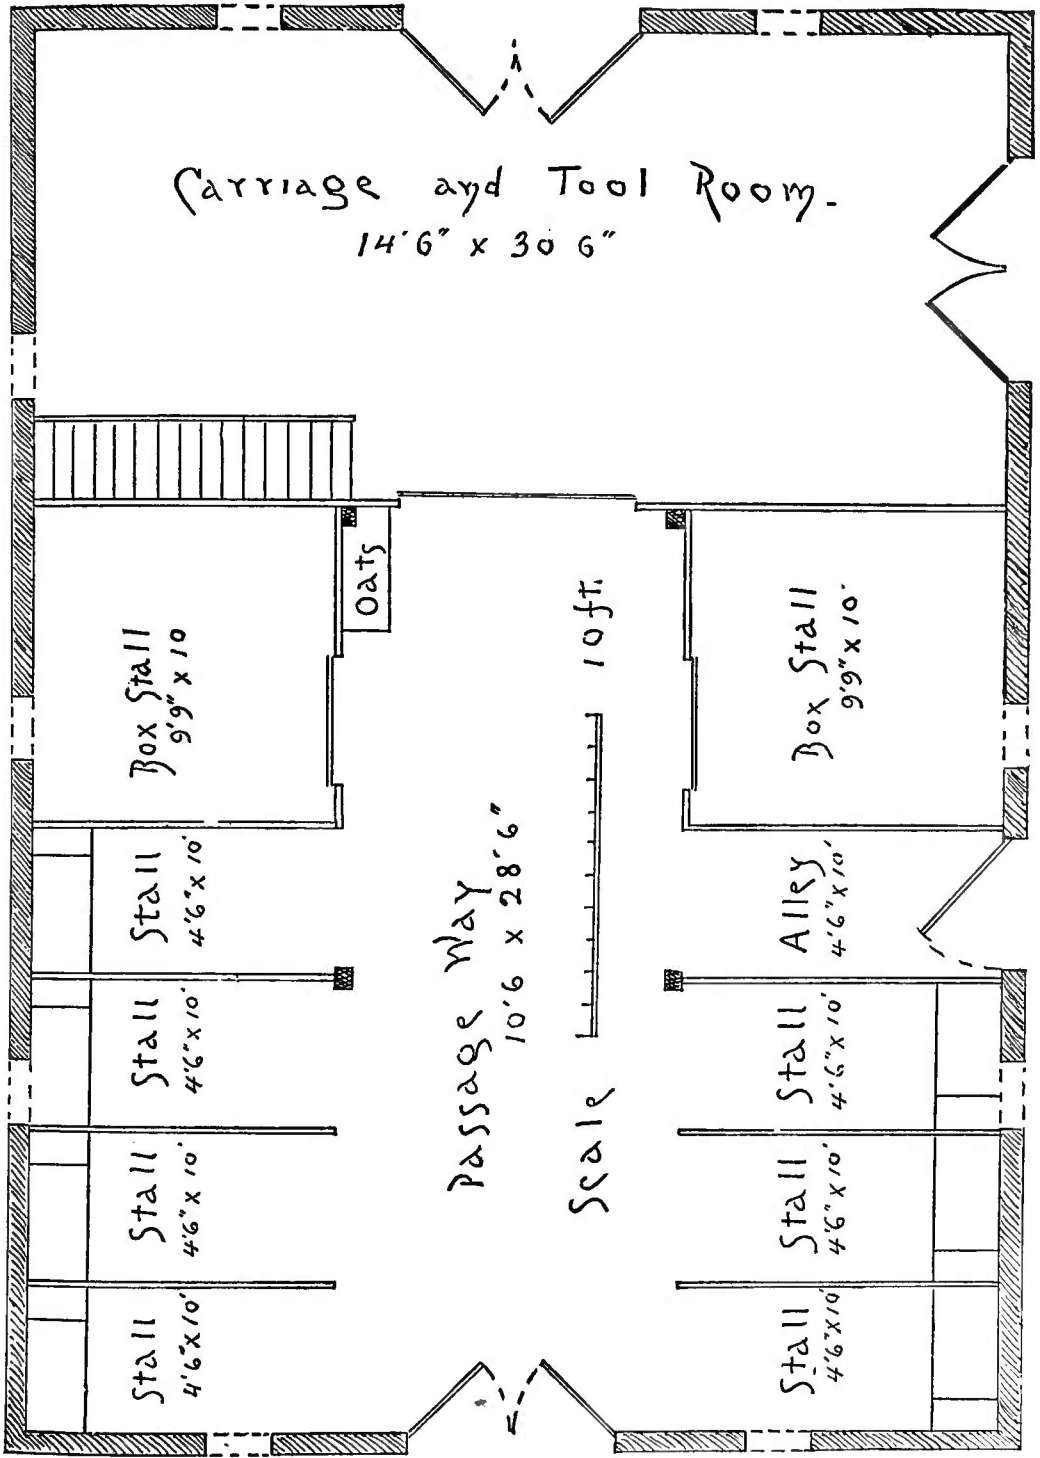 Carriage and Tool Room.
14'6" x 30 6"
Oats
Box Stall
9'9" x 10
Box Stall
9'9" x 10'
Stall
4'6" x 10'
Stall
4'6" x 10'
Stall
4'6" x 10'
Stall
4'6" x 10'
Passage Way
10'6 x 28'6"
Scale 10ft.
Alley
4'6" x 10'
Stall
4'6" x 10'
Stall
4'6" x 10'
Stall
4'6" x 10'